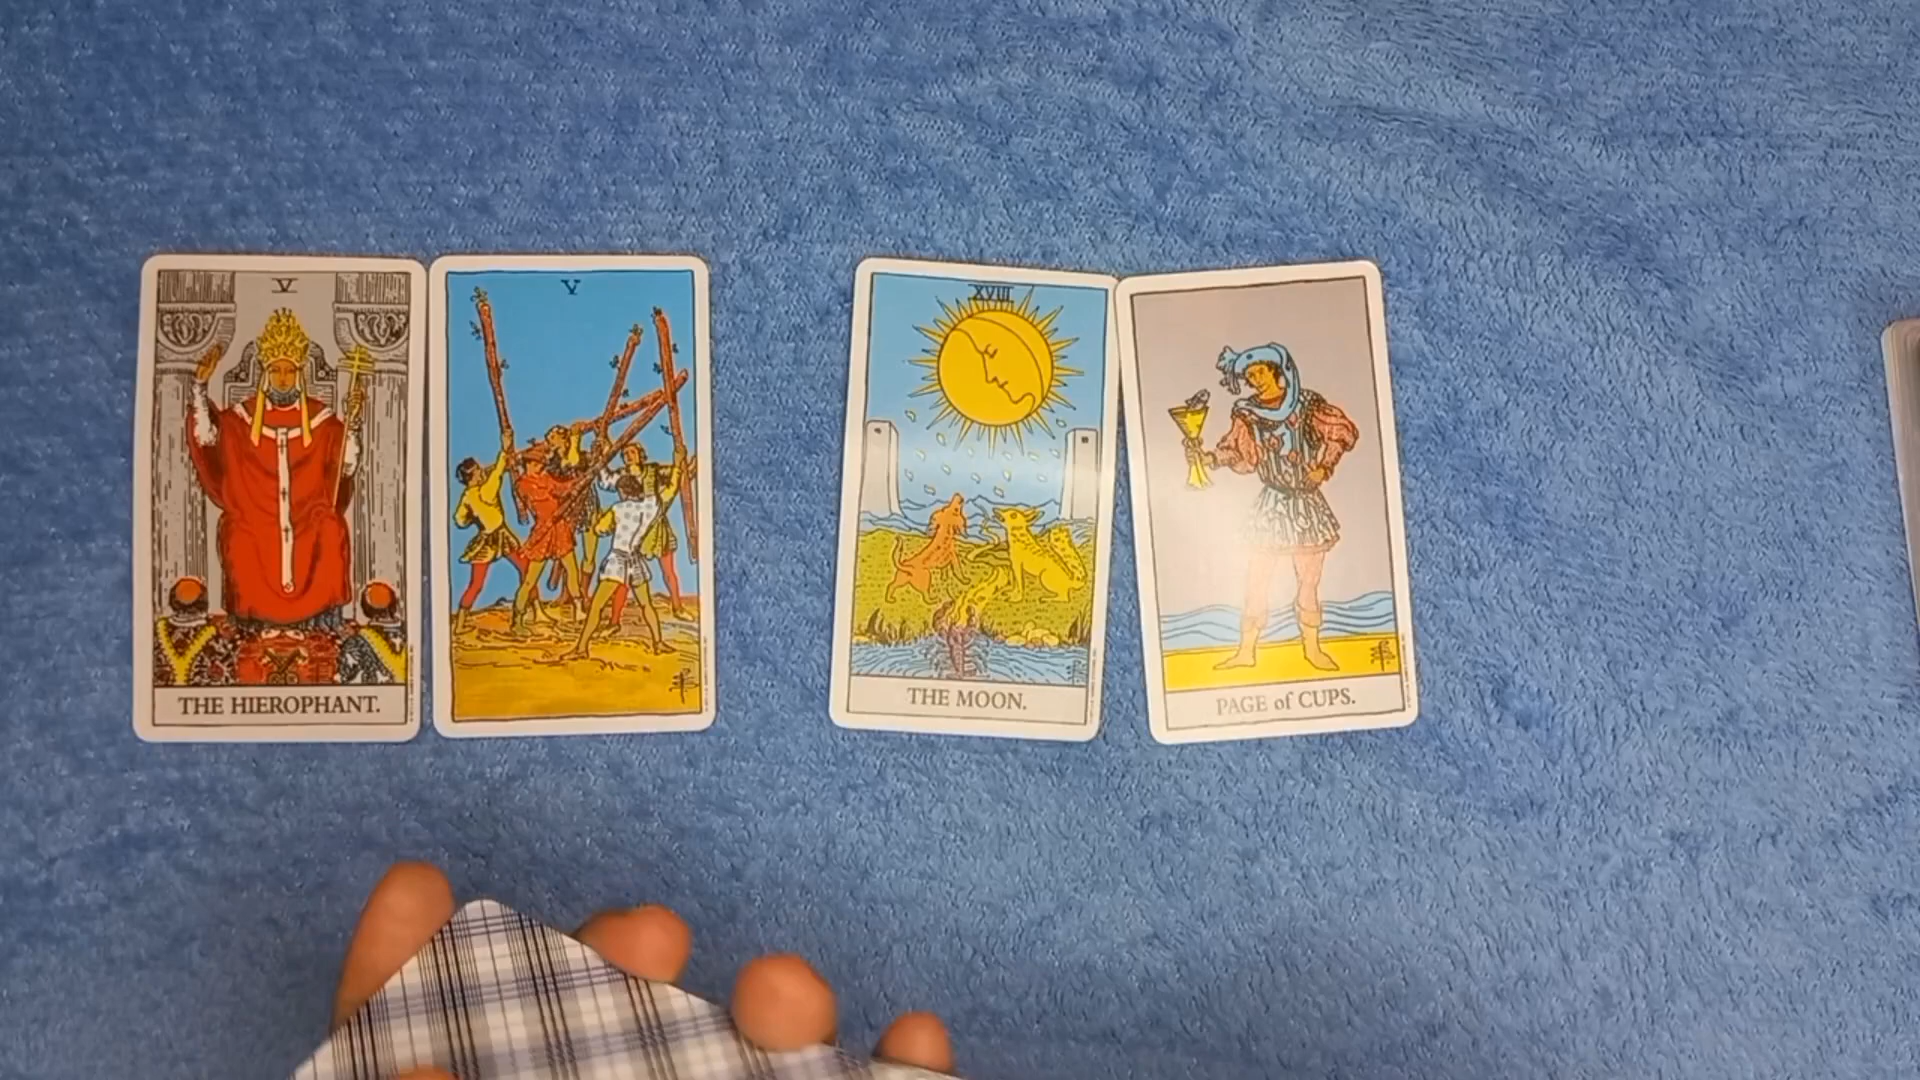 V
THE HIEROPHANT.
V
XVIII
THE MOON.
PAGE of CUPS.